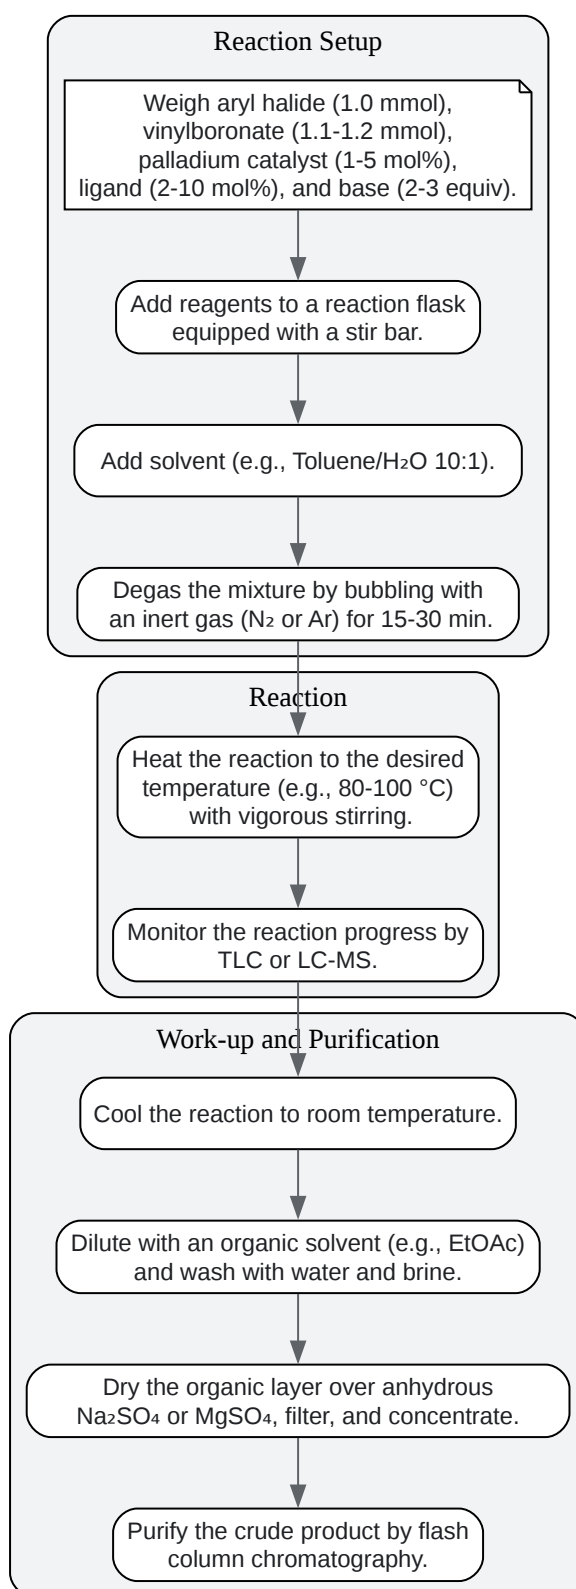 Reaction Setup
Weigh aryl halide (1.0 mmol),
vinylboronate (1.1-1.2 mmol),
palladium catalyst (1-5 mol%),
ligand (2-10 mol%), and base (2-3 equiv).
Add reagents to a reaction flask
equipped with a stir bar.
Add solvent (e.g., Toluene/H₂O 10:1).
Degas the mixture by bubbling with
an inert gas (N₂ or Ar) for 15-30 min.
Reaction
Heat the reaction to the desired
temperature (e.g., 80-100 °C)
with vigorous stirring.
Monitor the reaction progress by
TLC or LC-MS.
Work-up and Purification
Cool the reaction to room temperature.
Dilute with an organic solvent (e.g., EtOAc)
and wash with water and brine.
Dry the organic layer over anhydrous
Na₂SO₄ or MgSO₄, filter, and concentrate.
Purify the crude product by flash
column chromatography.